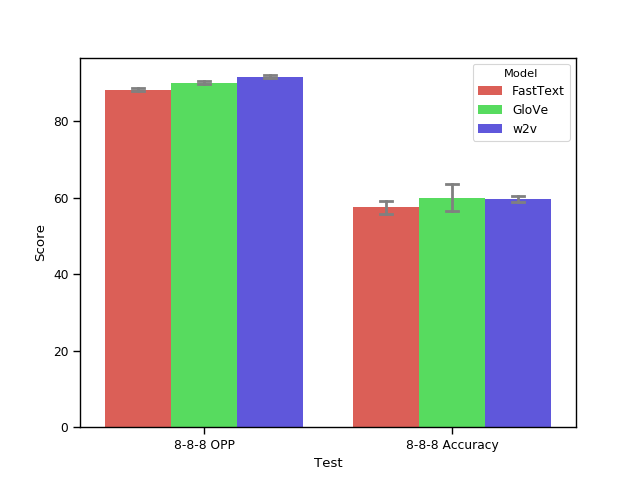 Model
FastText
GloVe
w2v
80
60
40
20
0
Score
8-8-8 OPP
8-8-8 Accuracy
Test